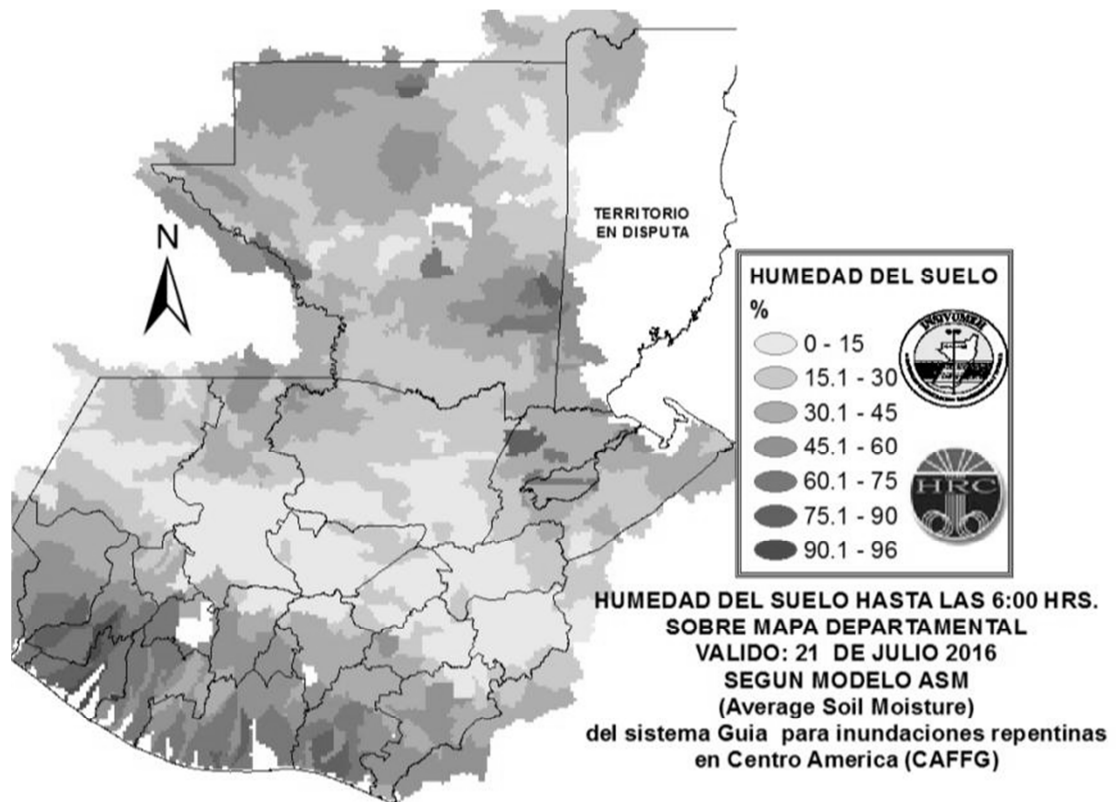 N
TERRITORIO
EN DISPUTA
HUMEDAD DEL SUELO
%
0 - 15
15.1 - 30
30.1 - 45
45.1 - 60
60.1 - 75
75.1 - 90
90.1 - 96
INSIVUMEH
HRC
HUMEDAD DEL SUELO HASTA LAS 6:00 HRS.
SOBRE MAPA DEPARTAMENTAL
VALIDO: 21 DE JULIO 2016
SEGUN MODELO ASM
(Average Soil Moisture)
del sistema Guia para inundaciones repentinas
en Centro America (CAFFG)